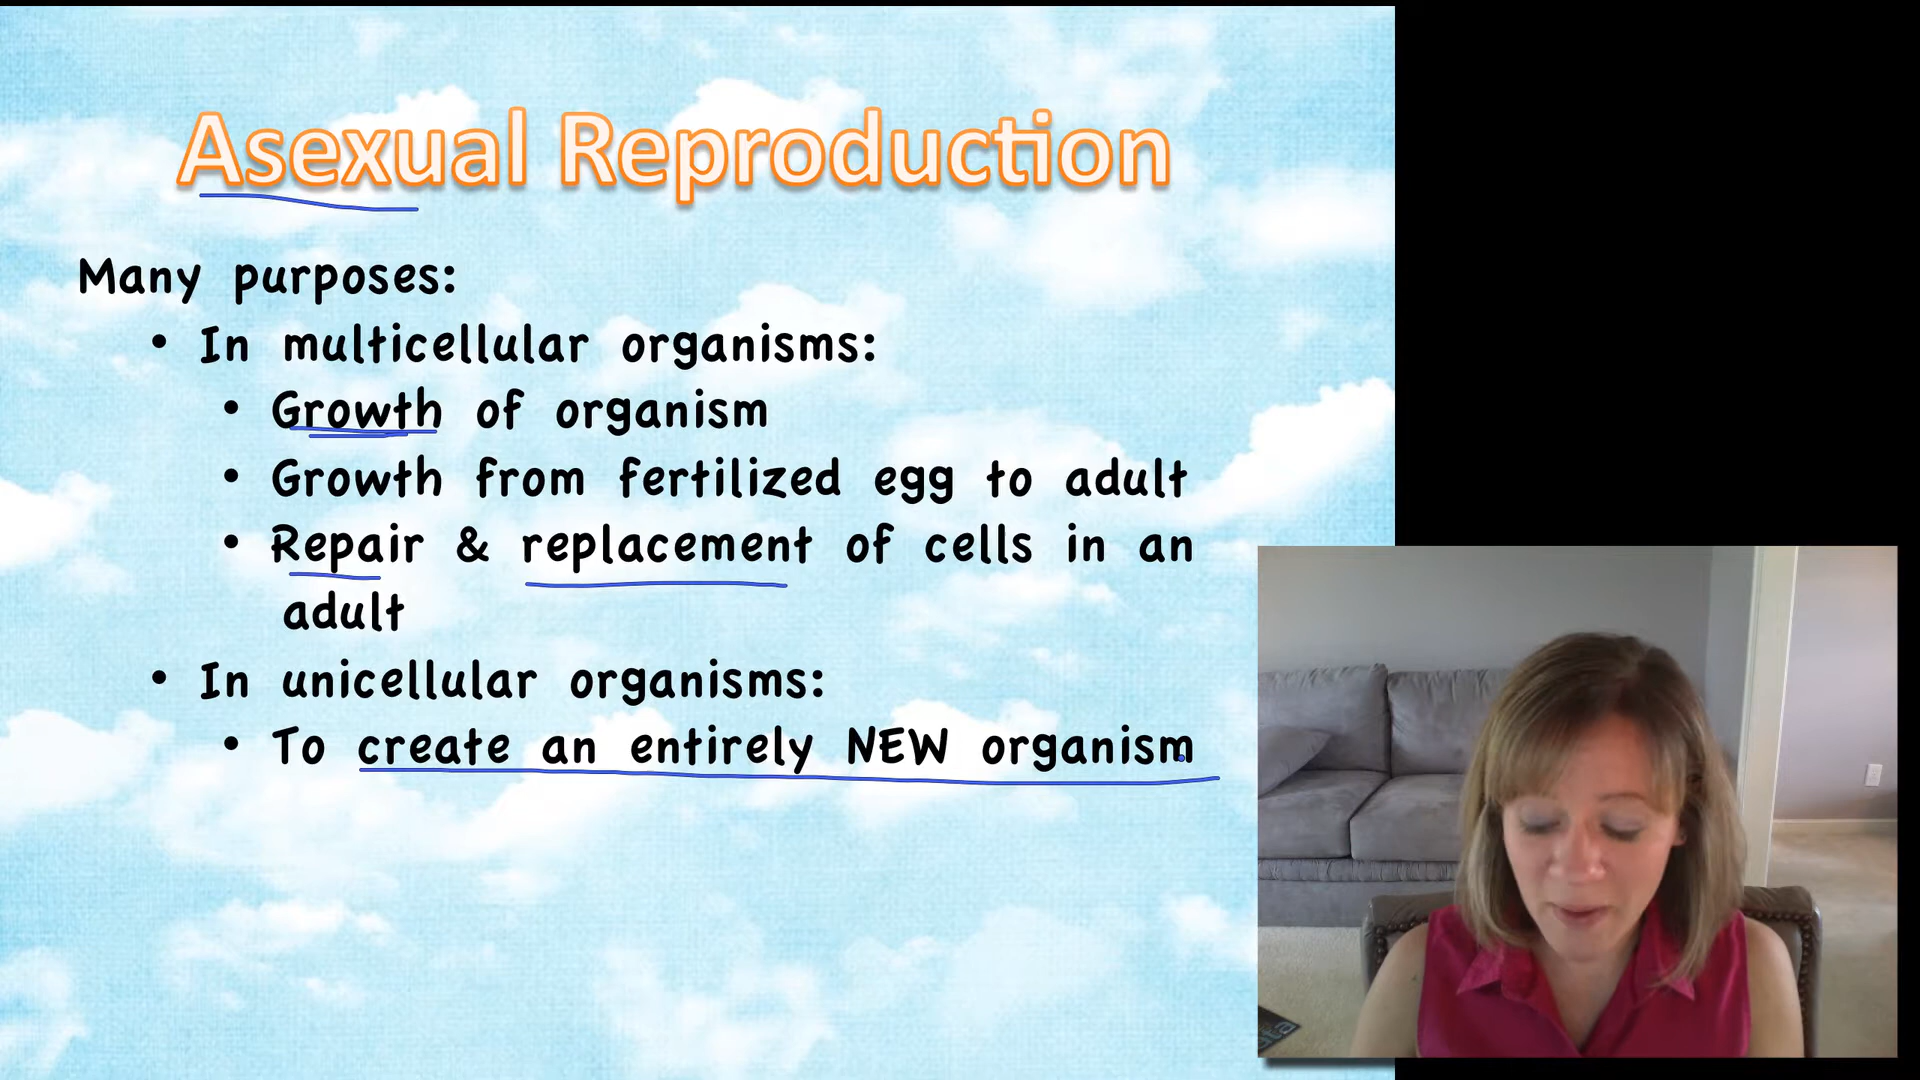 Asexual Reproduction
Many purposes:
• In multicellular organisms:
• Growth of organism
• Growth from fertilized egg to adult
• Repair & replacement of cells in an
adult
• In unicellular organisms:
• To create an entirely NEW organism